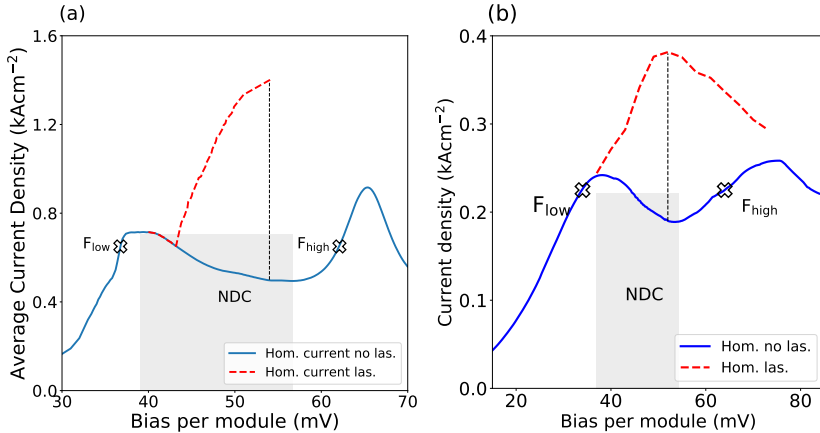 (a)
Average Current Density (kAcm⁻²)
1.6
1.2
0.8
0.4
0.0
F_low
F_high
NDC
Hom. current no las.
Hom. current las.
30
40
50
60
70
Bias per module (mV)
(b)
Current density (kAcm⁻²)
0.4
0.3
0.2
0.1
0.0
F_low
F_high
NDC
Hom. no las.
Hom. las.
20
40
60
80
Bias per module (mV)